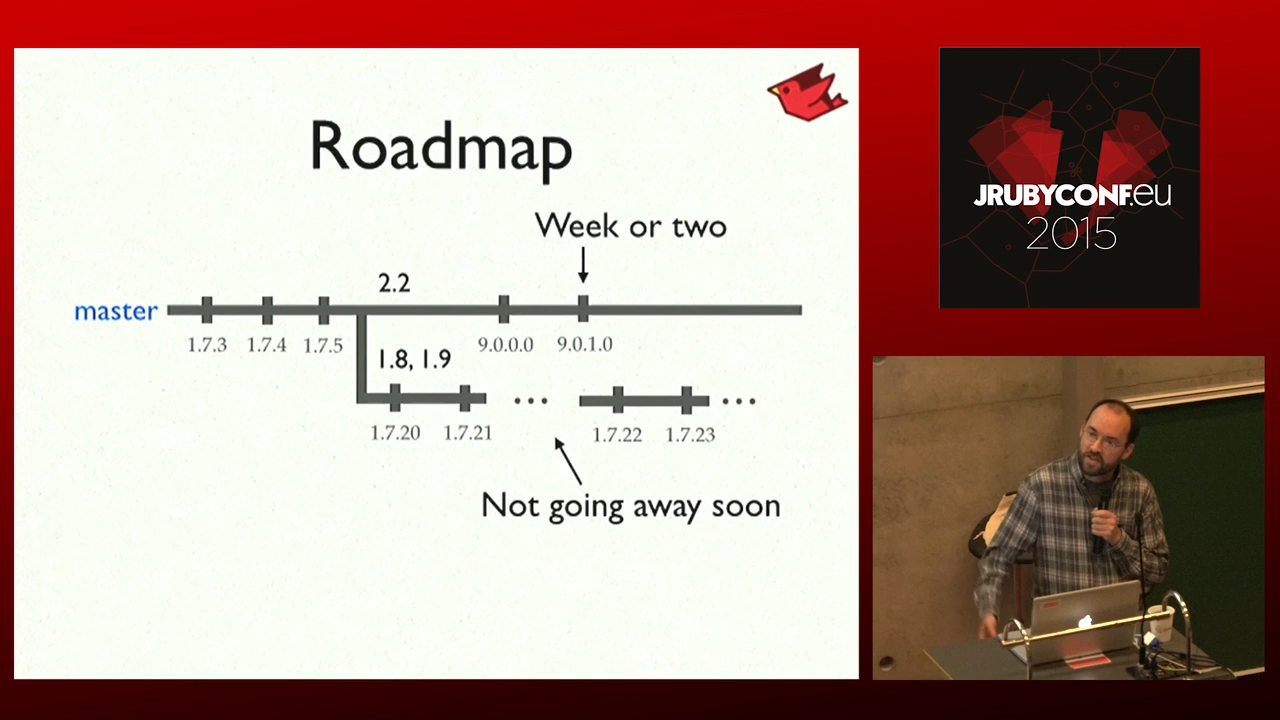 Roadmap
Week or two
2.2
master
1.7.3 1.7.4 1.7.5 9.0.0.0 9.0.1.0
1.8, 1.9
... ...
1.7.20 1.7.21 1.7.22 1.7.23
Not going away soon
JRUBYCONF.eu
2015